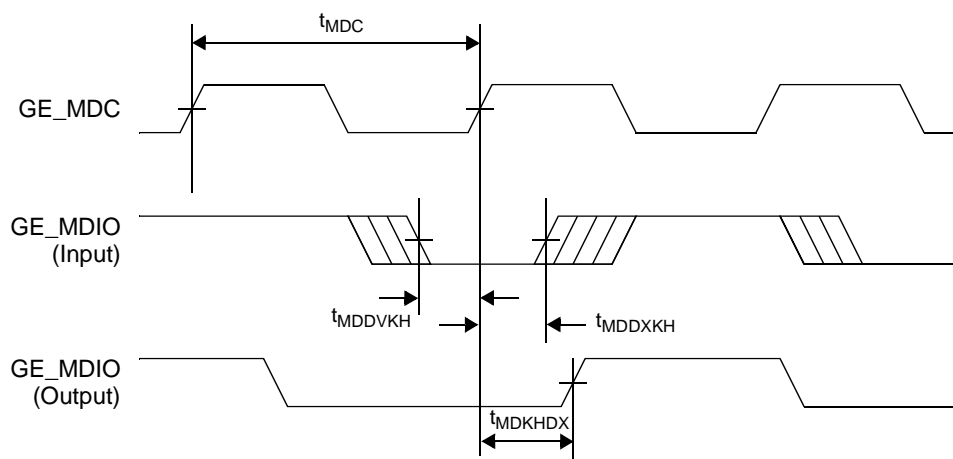 tMDC
GE_MDC
GE_MDIO
(Input)
tMDDVKH
tMDDXKH
GE_MDIO
(Output)
tMDKHDX